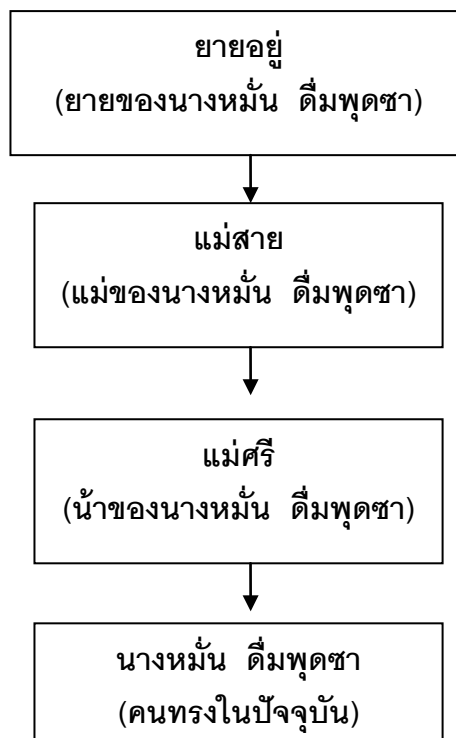 ยายอยู่
(ยายของนางหมั่น ดื่มพุดซา)
แม่สาย
(แม่ของนางหมั่น ดื่มพุดซา)
แม่ศรี
(น้าของนางหมั่น ดื่มพุดซา)
นางหมั่น ดื่มพุดซา
(คนทรงในปัจจุบัน)